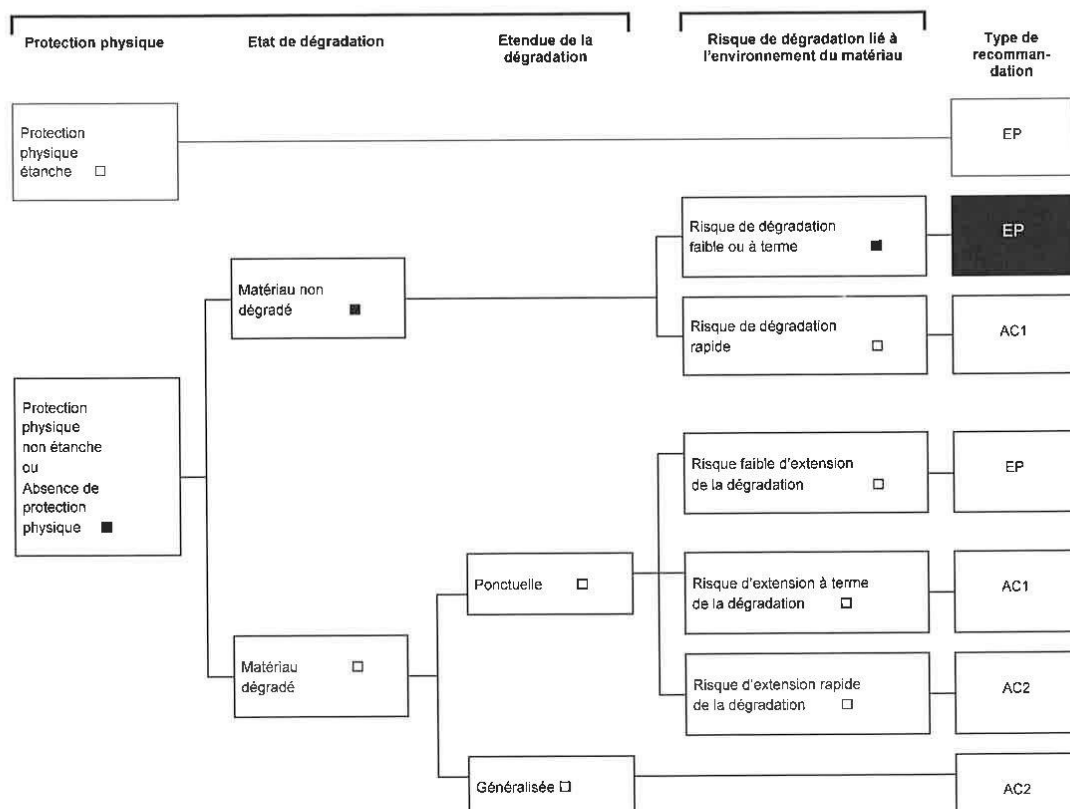 Protection physique
Etat de dégradation
Etendue de la
dégradation
Risque de dégradation lié à
l'environnement du matériau
Type de
recomman-
dation
Protection
physique
étanche □
EP
Risque de dégradation
faible ou à terme ■
EP
Matériau non
dégradé ■
Risque de dégradation
rapide □
AC1
Protection
physique
non étanche
ou
Absence de
protection
physique ■
Risque faible d'extension
de la dégradation □
EP
Ponctuelle □
Risque d'extension à terme
de la dégradation □
AC1
Matériau □
dégradé
Risque d'extension rapide
de la dégradation □
AC2
Généralisée □
AC2